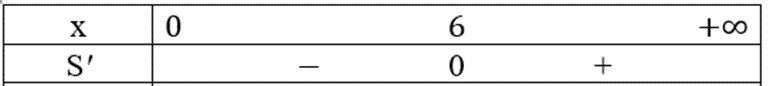 x 0 6 +∞
S′ − 0 +